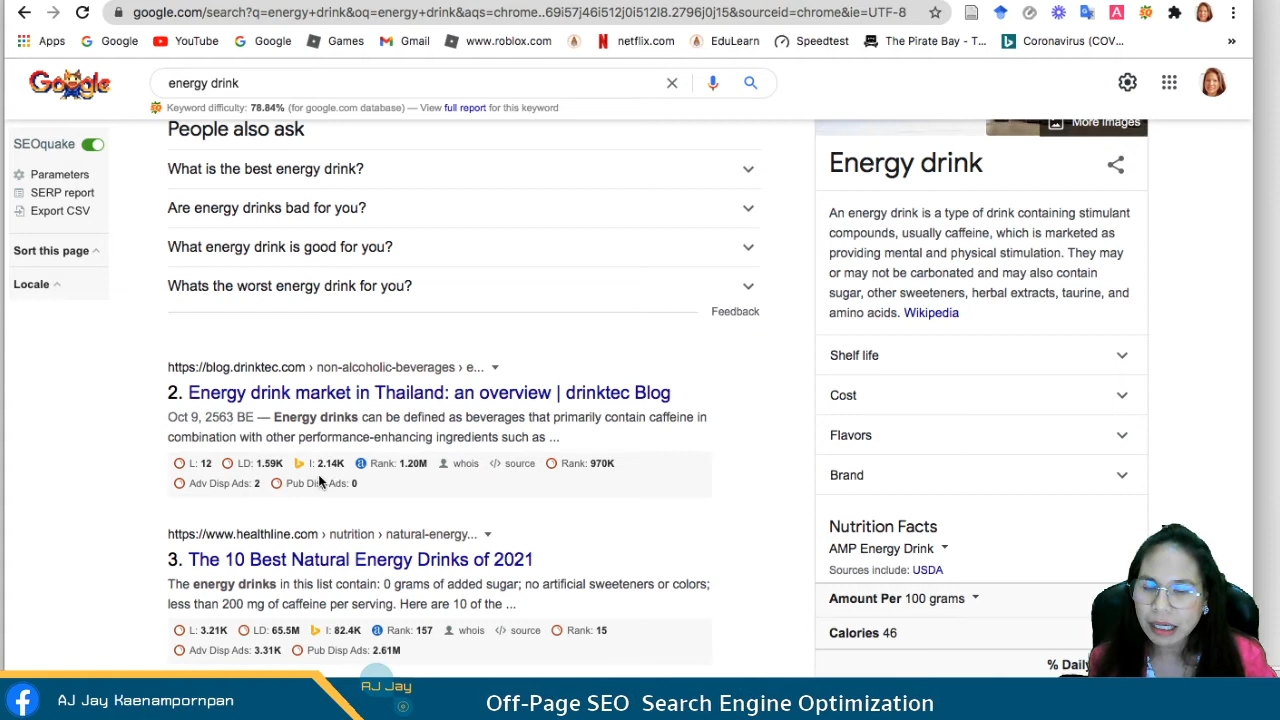 google.com/search?q=energy+drink&oq=energy+drink&aqs=chrome..69i57j46i512j0i512l8.2796j0j15&sourceid=chrome&ie=UTF-8
Apps
Google
YouTube
Google
Games
Gmail
www.roblox.com
netflix.com
EduLearn
Speedtest
The Pirate Bay - T...
Coronavirus (COV...
»
energy drink
Keyword difficulty: 78.84% (for google.com database) — View full report for this keyword
SEOquake
Parameters
SERP report
Export CSV
Sort this page
Locale
People also ask
What is the best energy drink?
Are energy drinks bad for you?
What energy drink is good for you?
Whats the worst energy drink for you?
Feedback
https://blog.drinktec.com › non-alcoholic-beverages › e...
2. Energy drink market in Thailand: an overview | drinktec Blog
Oct 9, 2563 BE — Energy drinks can be defined as beverages that primarily contain caffeine in
combination with other performance-enhancing ingredients such as ...
L: 12 LD: 1.59K I: 2.14K Rank: 1.20M whois source Rank: 970K
Adv Disp Ads: 2 Pub Disp Ads: 0
https://www.healthline.com › nutrition › natural-energy...
3. The 10 Best Natural Energy Drinks of 2021
The energy drinks in this list contain: 0 grams of added sugar; no artificial sweeteners or colors;
less than 200 mg of caffeine per serving. Here are 10 of the ...
L: 3.21K LD: 65.5M I: 82.4K Rank: 157 whois source Rank: 15
Adv Disp Ads: 3.31K Pub Disp Ads: 2.61M
More images
Energy drink
An energy drink is a type of drink containing stimulant
compounds, usually caffeine, which is marketed as
providing mental and physical stimulation. They may
or may not be carbonated and may also contain
sugar, other sweeteners, herbal extracts, taurine, and
amino acids. Wikipedia
Shelf life
Cost
Flavors
Brand
Nutrition Facts
AMP Energy Drink
Sources include: USDA
Amount Per 100 grams
Calories 46
% Daily
AJ Jay Kaenampornpan
AJ Jay
Off-Page SEO Search Engine Optimization